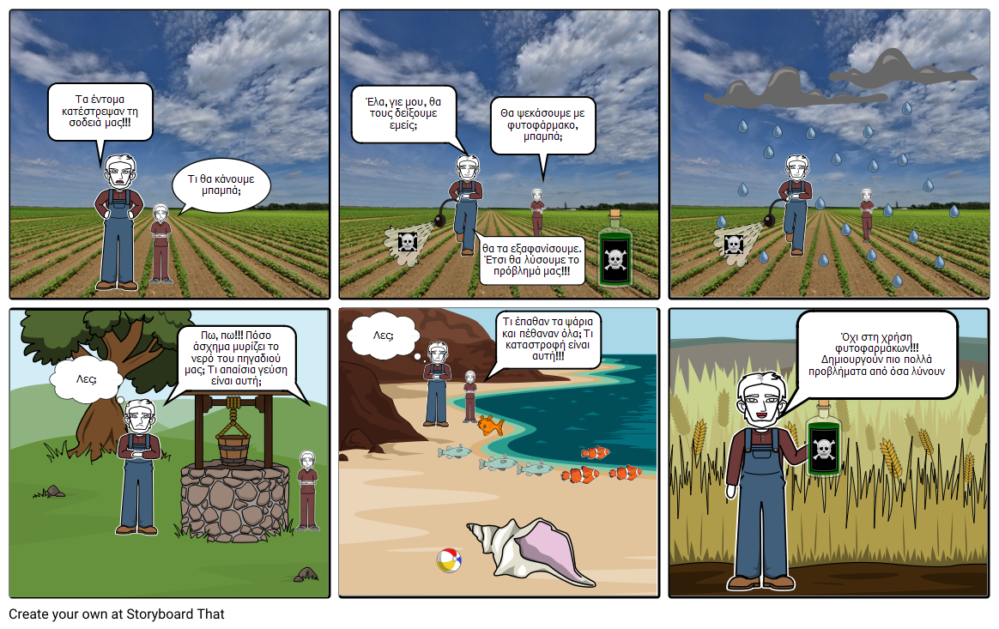 Τα έντομα
κατέστρεψαν τη
σοδειά μας!!!
Τι θα κάνουμε
μπαμπά;
Έλα, γιε μου, θα
τους δείξουμε
εμείς;
Θα ψεκάσουμε με
φυτοφάρμακο,
μπαμπά;
θα τα εξαφανίσουμε.
Έτσι θα λύσουμε το
πρόβλημά μας!!!
Λες;
Πω, πω!!! Πόσο
άσχημα μυρίζει το
νερό του πηγαδιού
μας; Τι απαίσια γεύση
είναι αυτή;
Λες;
Τι έπαθαν τα ψάρια
και πέθαναν όλα; Τι
καταστροφή είναι
αυτή!!!
Όχι στη χρήση
φυτοφαρμάκων!!!
Δημιουργούν πιο πολλά
προβλήματα από όσα λύνουν
Create your own at Storyboard That